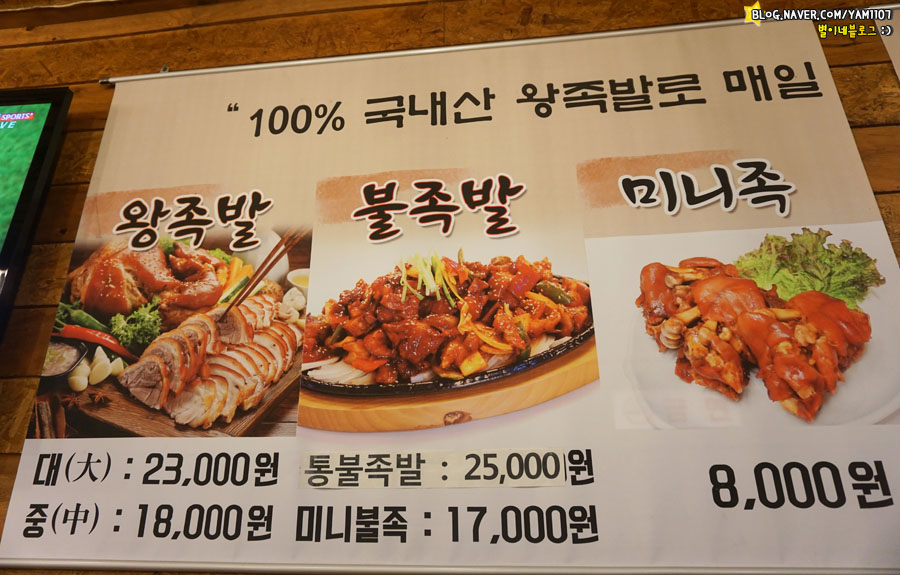 BLOG.NAVER.COM/YAM1107
별이네블로그 :)
SPORTS+
VE
“ 100% 국내산 왕족발로 매일
왕족발
불족발
미니족
대(大) : 23,000원
중(中) : 18,000원
통불족발 : 25,000원
미니불족 : 17,000원
8,000원